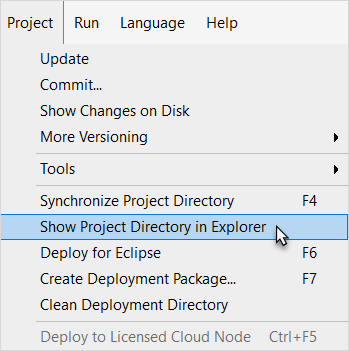 Project Run Language Help
Update
Commit...
Show Changes on Disk
More Versioning
Tools
Synchronize Project Directory F4
Show Project Directory in Explorer
Deploy for Eclipse F6
Create Deployment Package... F7
Clean Deployment Directory
Deploy to Licensed Cloud Node Ctrl+F5